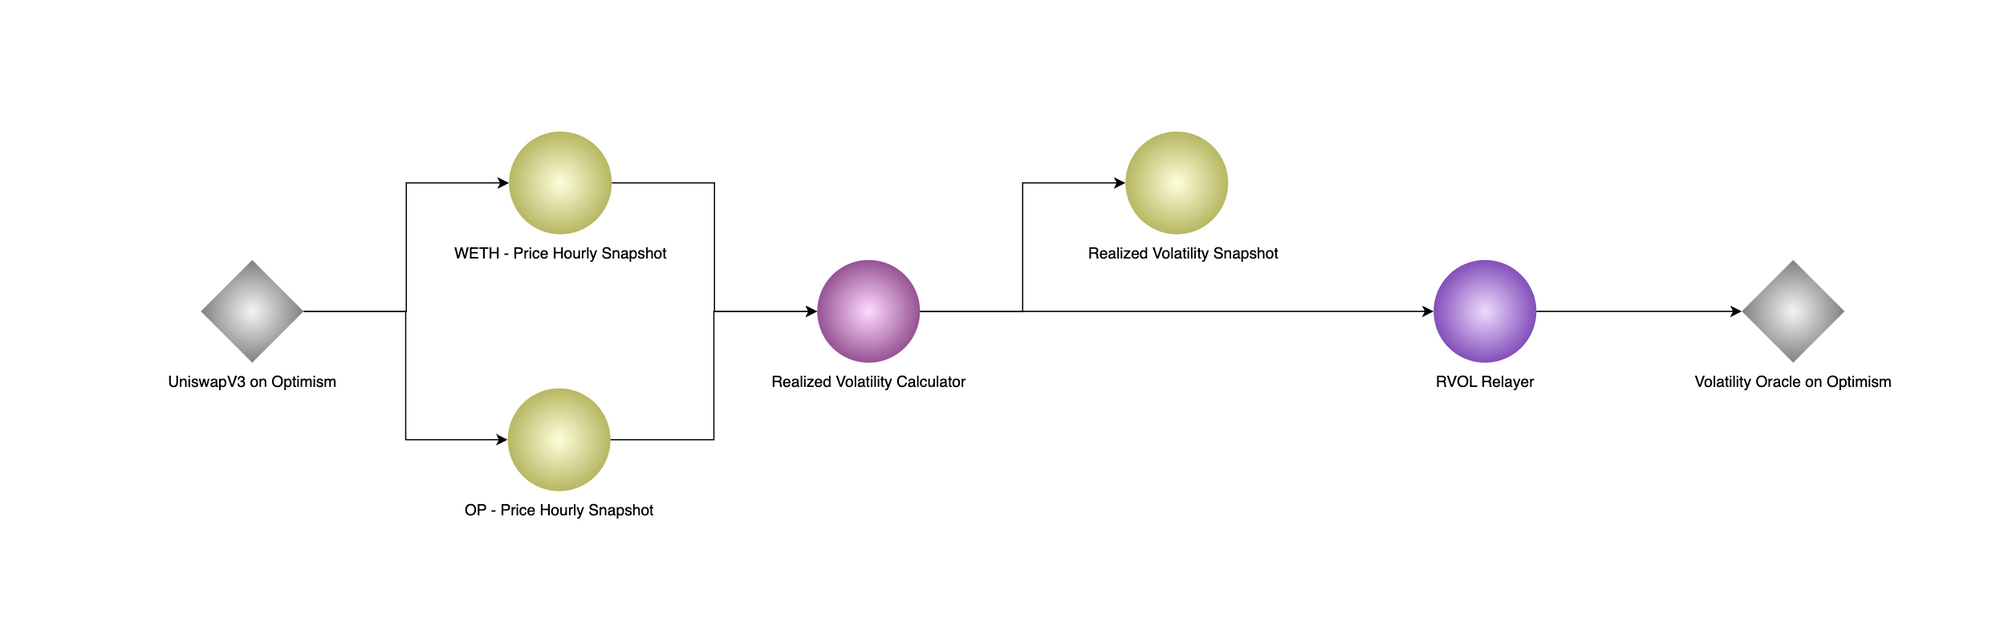 WETH - Price Hourly Snapshot
Realized Volatility Snapshot
UniswapV3 on Optimism
Realized Volatility Calculator
RVOL Relayer
Volatility Oracle on Optimism
OP - Price Hourly Snapshot